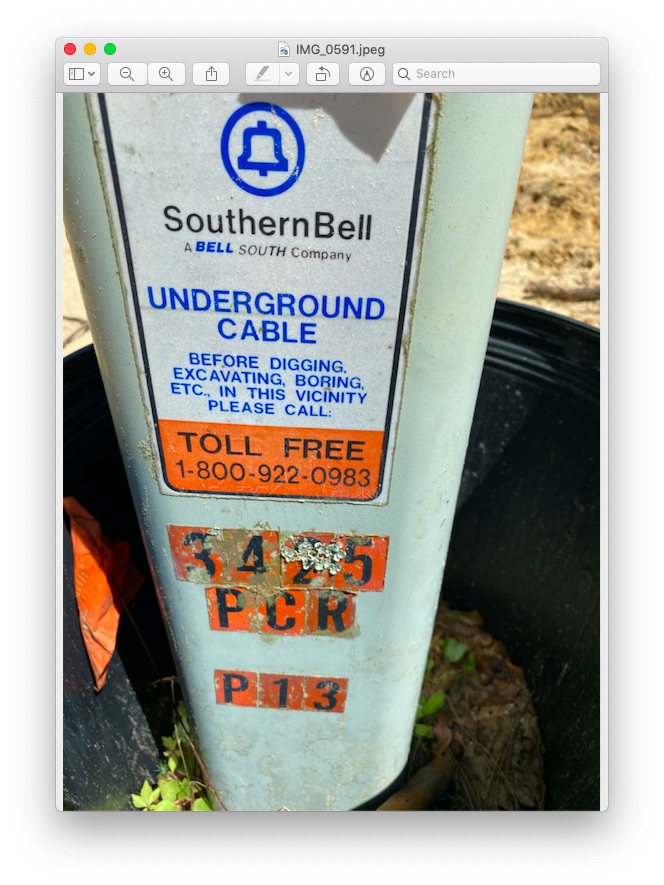 IMG_0591.jpeg
Search
SouthernBell
A BELL SOUTH Company
UNDERGROUND
CABLE
BEFORE DIGGING,
EXCAVATING, BORING,
ETC., IN THIS VICINITY
PLEASE CALL:
TOLL FREE
1-800-922-0983
3425
PCR
P13